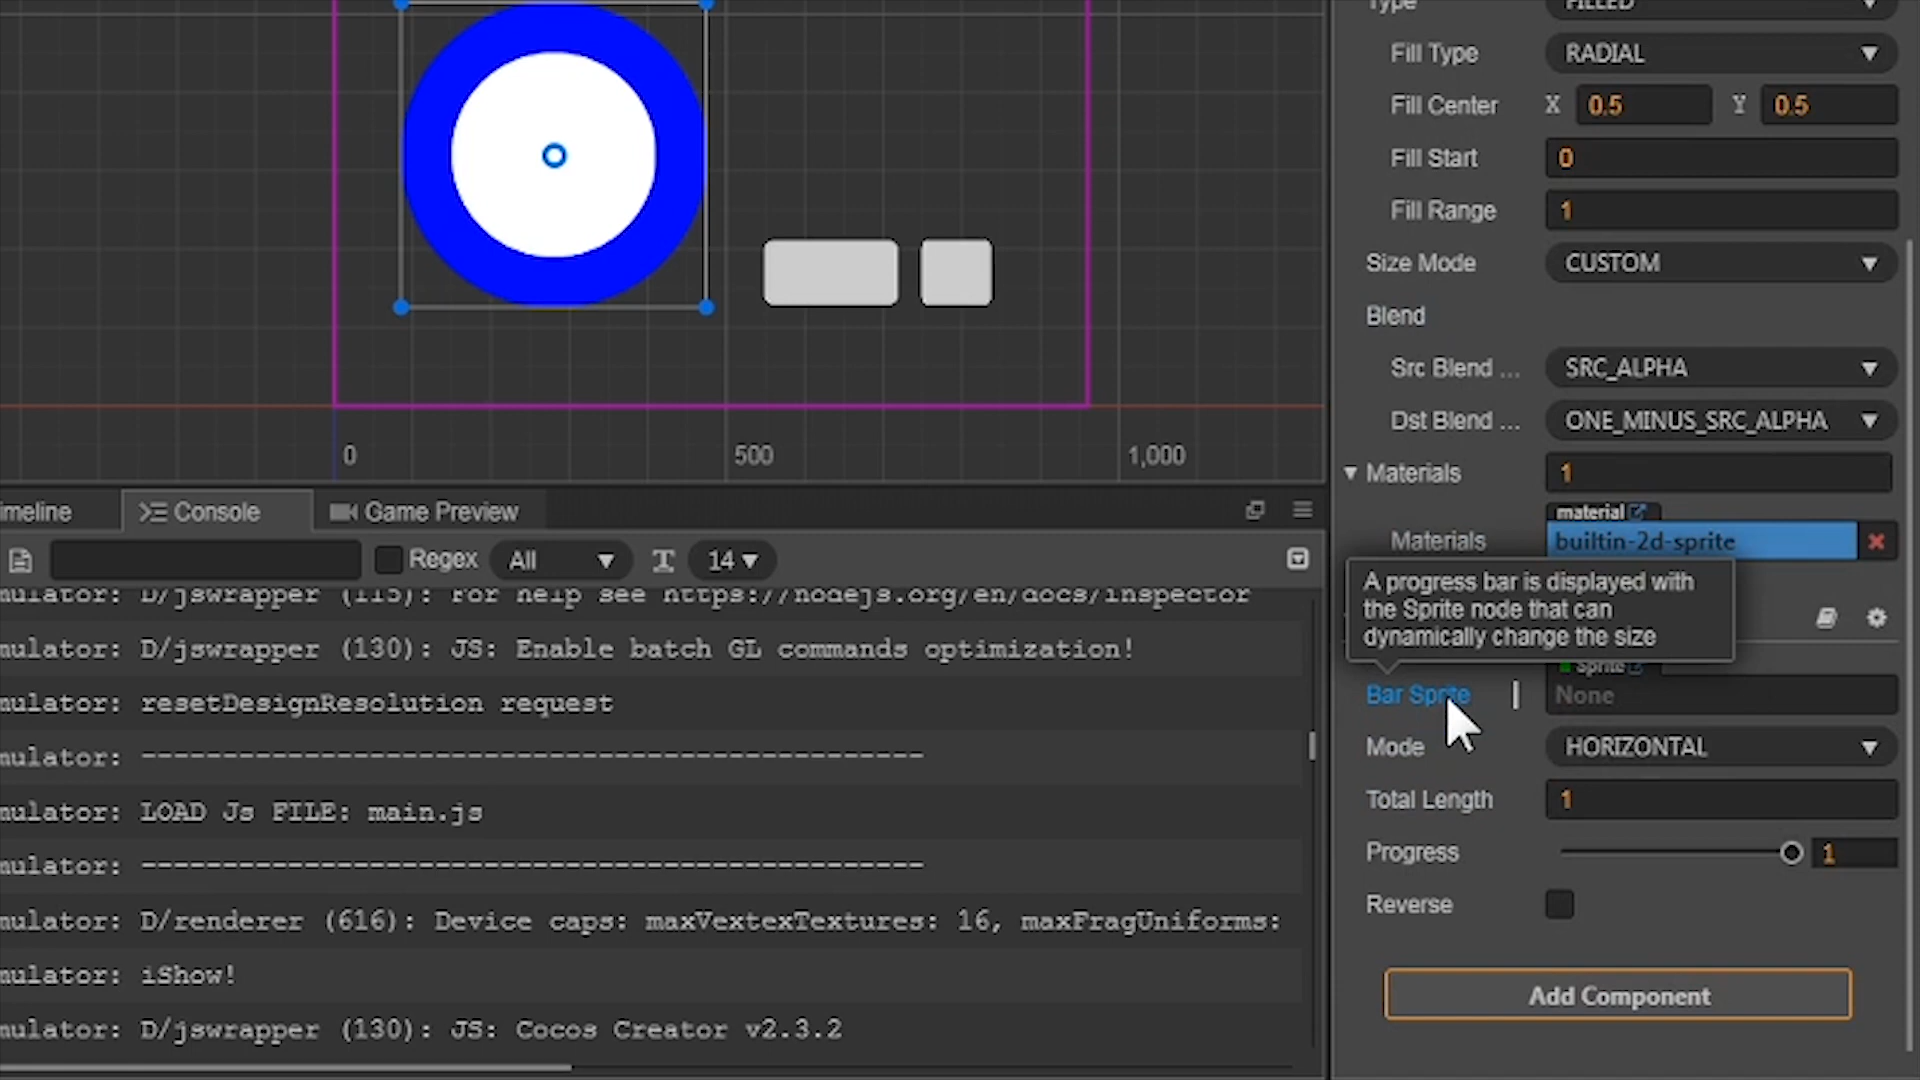 Type FILLED
Fill Type RADIAL
Fill Center X 0.5 Y 0.5
Fill Start 0
Fill Range 1
Size Mode CUSTOM
Blend
Src Blend ... SRC_ALPHA
Dst Blend ... ONE_MINUS_SRC_ALPHA
Materials 1
material
Materials builtin-2d-sprite
A progress bar is displayed with
the Sprite node that can
dynamically change the size
Sprite
Bar Sprite None
Mode HORIZONTAL
Total Length 1
Progress 1
Reverse
Add Component
0 500 1,000
imeline Console Game Preview
Regex All 14
mulator: D/jswrapper (115): For help see https://nodejs.org/en/docs/inspector
mulator: D/jswrapper (130): JS: Enable batch GL commands optimization!
mulator: resetDesignResolution request
mulator: ------------------------------------------------
mulator: LOAD Js FILE: main.js
mulator: ------------------------------------------------
mulator: D/renderer (616): Device caps: maxVextexTextures: 16, maxFragUniforms:
mulator: iShow!
mulator: D/jswrapper (130): JS: Cocos Creator v2.3.2